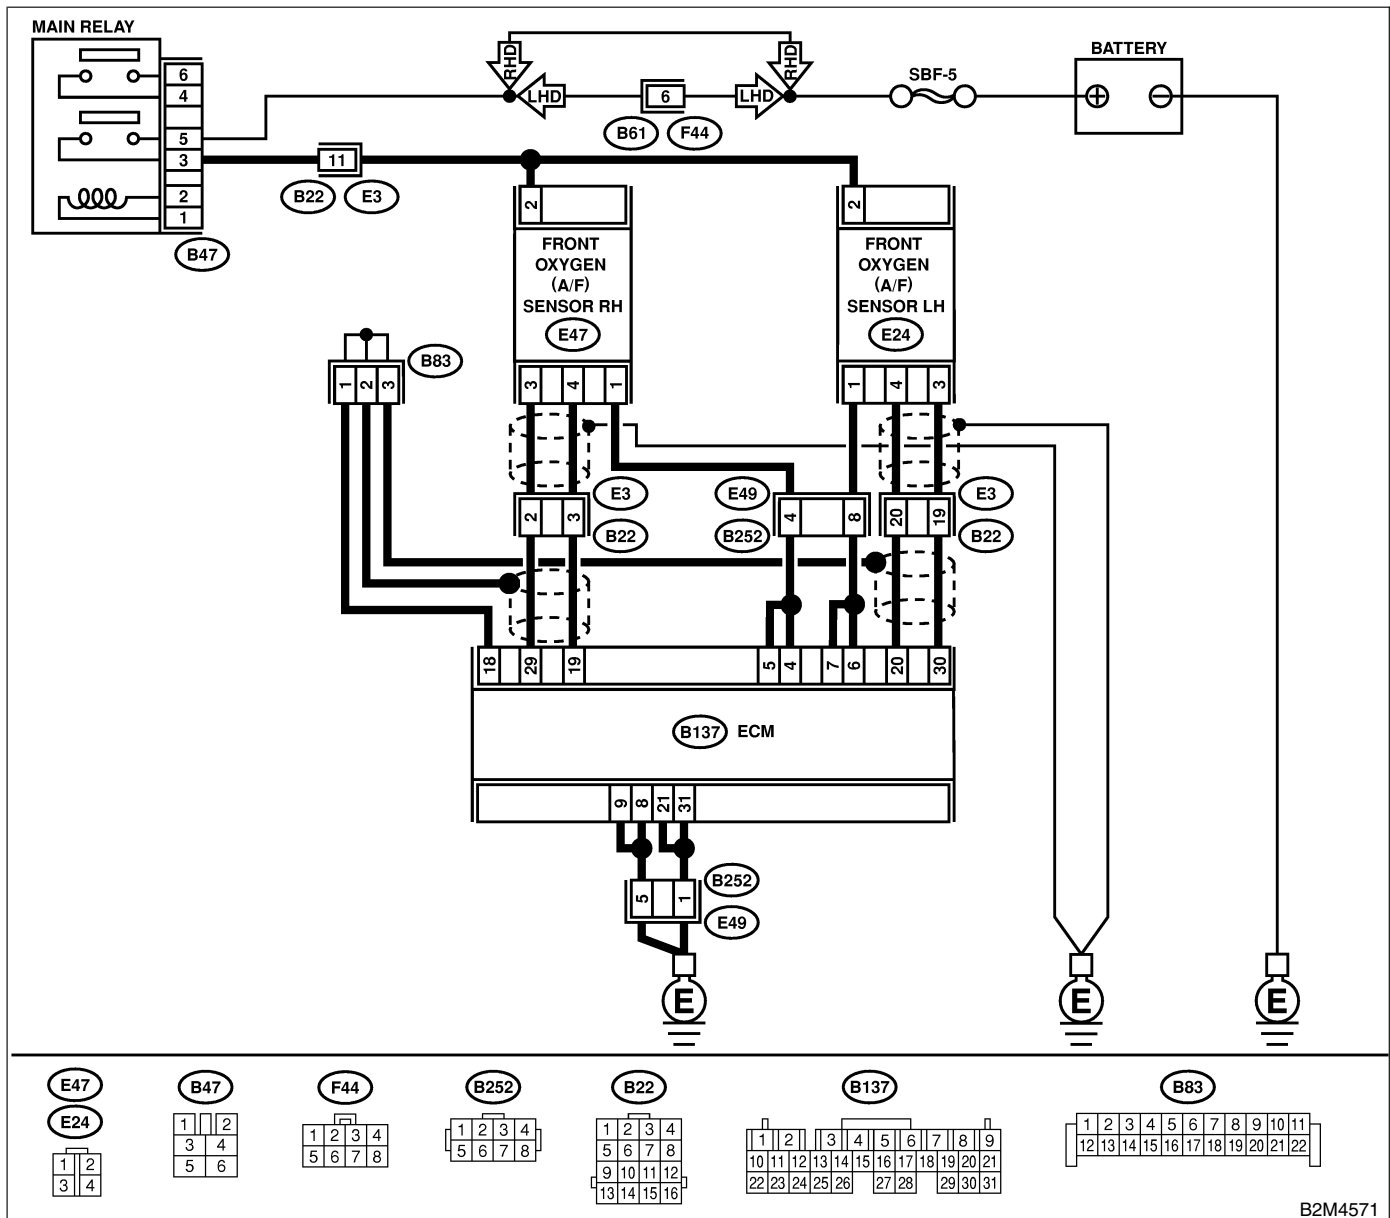 MAIN RELAY
6
4
5
3
2
1
B47
RHD
RHD
LHD
6
LHD
B61
F44
SBF-5
BATTERY
+
−
11
B22
E3
2
FRONT
OXYGEN
(A/F)
SENSOR RH
E47
3
4
1
2
FRONT
OXYGEN
(A/F)
SENSOR LH
E24
1
4
3
B83
1
2
3
E3
2
3
B22
E49
4
8
B252
E3
20
19
B22
18
29
19
5
4
7
6
20
30
B137 ECM
9
8
21
31
B252
5
1
E49
E
E
E
E47
E24
1 2
3 4
B47
1 2
3 4
5 6
F44
1 2 3 4
5 6 7 8
B252
1 2 3 4
5 6 7 8
B22
1 2 3 4
5 6 7 8
9 10 11 12
13 14 15 16
B137
1 2 3 4 5 6 7 8 9
10 11 12 13 14 15 16 17 18 19 20 21
22 23 24 25 26 27 28 29 30 31
B83
1 2 3 4 5 6 7 8 9 10 11
12 13 14 15 16 17 18 19 20 21 22
B2M4571